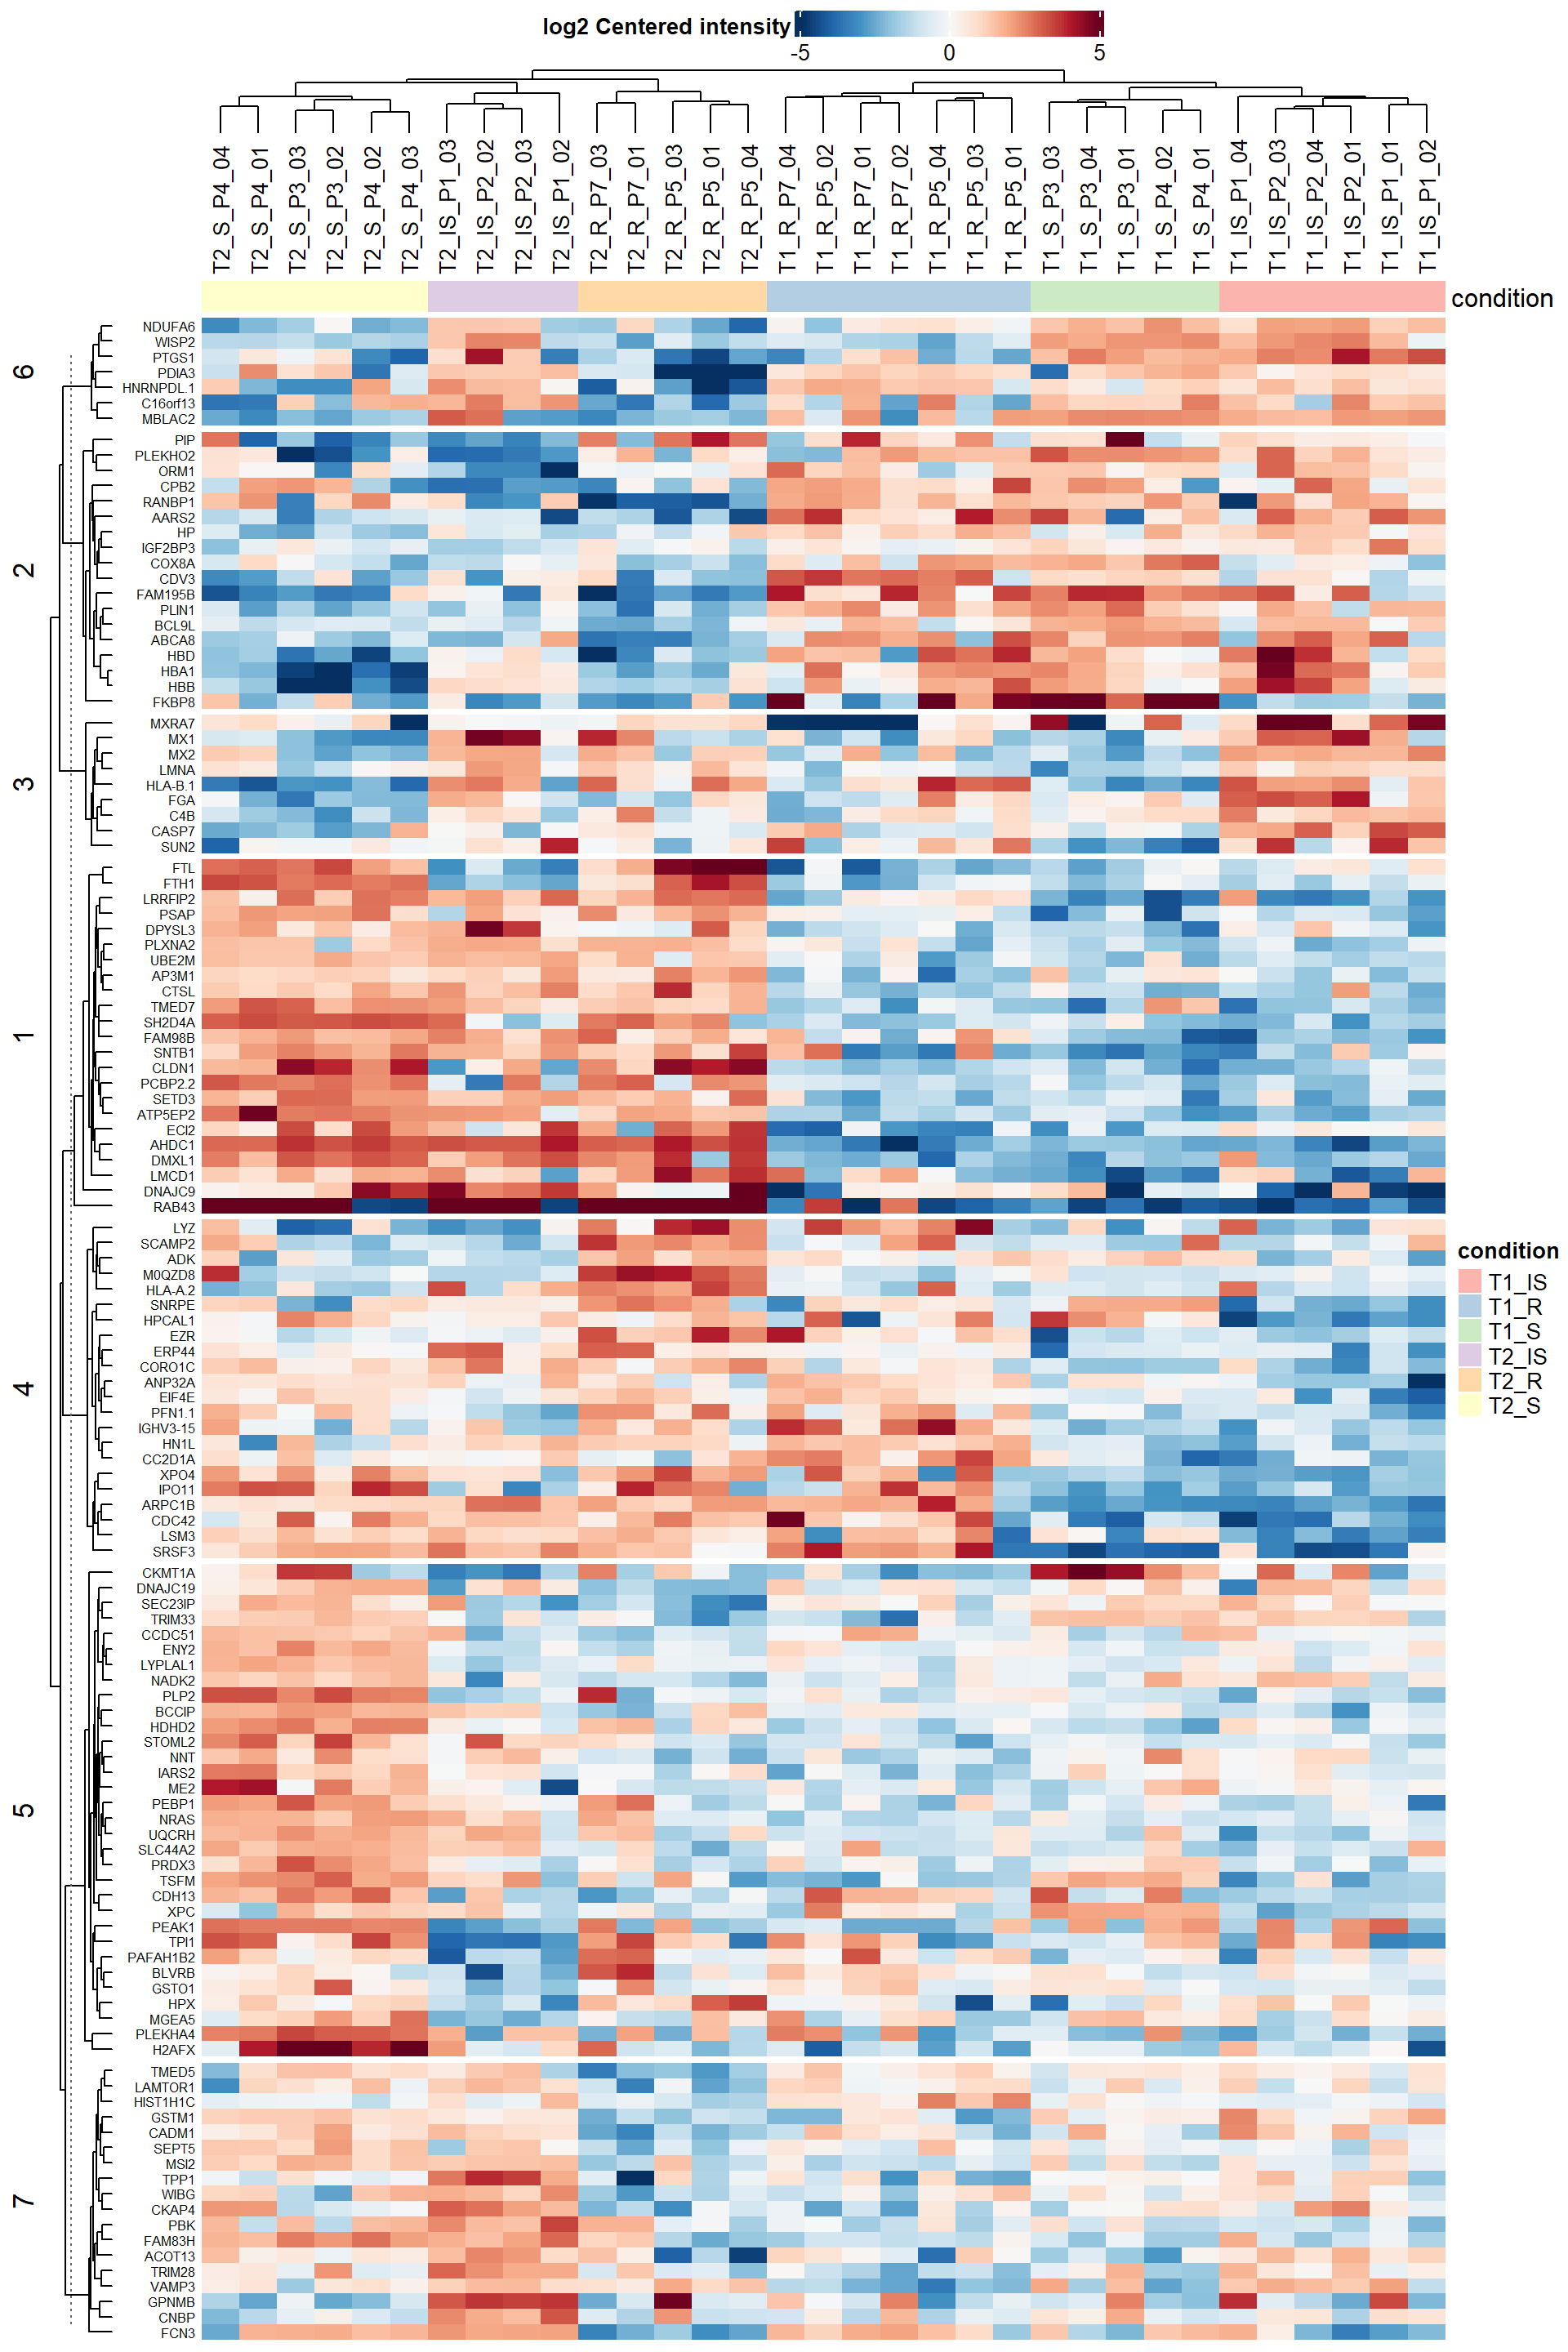 log2 Centered intensity
-5 0 5
T2_S_P4_04
T2_S_P4_01
T2_S_P3_03
T2_S_P3_02
T2_S_P4_02
T2_S_P4_03
T2_IS_P1_03
T2_IS_P2_02
T2_IS_P2_03
T2_IS_P1_02
T2_R_P7_03
T2_R_P7_01
T2_R_P5_03
T2_R_P5_01
T2_R_P5_04
T1_R_P7_04
T1_R_P5_02
T1_R_P7_01
T1_R_P7_02
T1_R_P5_04
T1_R_P5_03
T1_R_P5_01
T1_S_P3_03
T1_S_P3_04
T1_S_P3_01
T1_S_P4_02
T1_S_P4_01
T1_IS_P1_04
T1_IS_P2_03
T1_IS_P2_04
T1_IS_P2_01
T1_IS_P1_01
T1_IS_P1_02
condition
6
NDUFA6
WISP2
PTGS1
PDIA3
HNRNPDL.1
C16orf13
MBLAC2
2
PIP
PLEKHO2
ORM1
CPB2
RANBP1
AARS2
HP
IGF2BP3
COX8A
CDV3
FAM195B
PLIN1
BCL9L
ABCA8
HBD
HBA1
HBB
FKBP8
3
MXRA7
MX1
MX2
LMNA
HLA-B.1
FGA
C4B
CASP7
SUN2
1
FTL
FTH1
LRRFIP2
PSAP
DPYSL3
PLXNA2
UBE2M
AP3M1
CTSL
TMED7
SH2D4A
FAM98B
SNTB1
CLDN1
PCBP2.2
SETD3
ATP5EP2
ECI2
AHDC1
DMXL1
LMCD1
DNAJC9
RAB43
4
LYZ
SCAMP2
ADK
M0QZD8
HLA-A.2
SNRPE
HPCAL1
EZR
ERP44
CORO1C
ANP32A
EIF4E
PFN1.1
IGHV3-15
HN1L
CC2D1A
XPO4
IPO11
ARPC1B
CDC42
LSM3
SRSF3
5
CKMT1A
DNAJC19
SEC23IP
TRIM33
CCDC51
ENY2
LYPLAL1
NADK2
PLP2
BCCIP
HDHD2
STOML2
NNT
IARS2
ME2
PEBP1
NRAS
UQCRH
SLC44A2
PRDX3
TSFM
CDH13
XPC
PEAK1
TPI1
PAFAH1B2
BLVRB
GSTO1
HPX
MGEA5
PLEKHA4
H2AFX
7
TMED5
LAMTOR1
HIST1H1C
GSTM1
CADM1
SEPT5
MSI2
TPP1
WIBG
CKAP4
PBK
FAM83H
ACOT13
TRIM28
VAMP3
GPNMB
CNBP
FCN3
condition
T1_IS
T1_R
T1_S
T2_IS
T2_R
T2_S